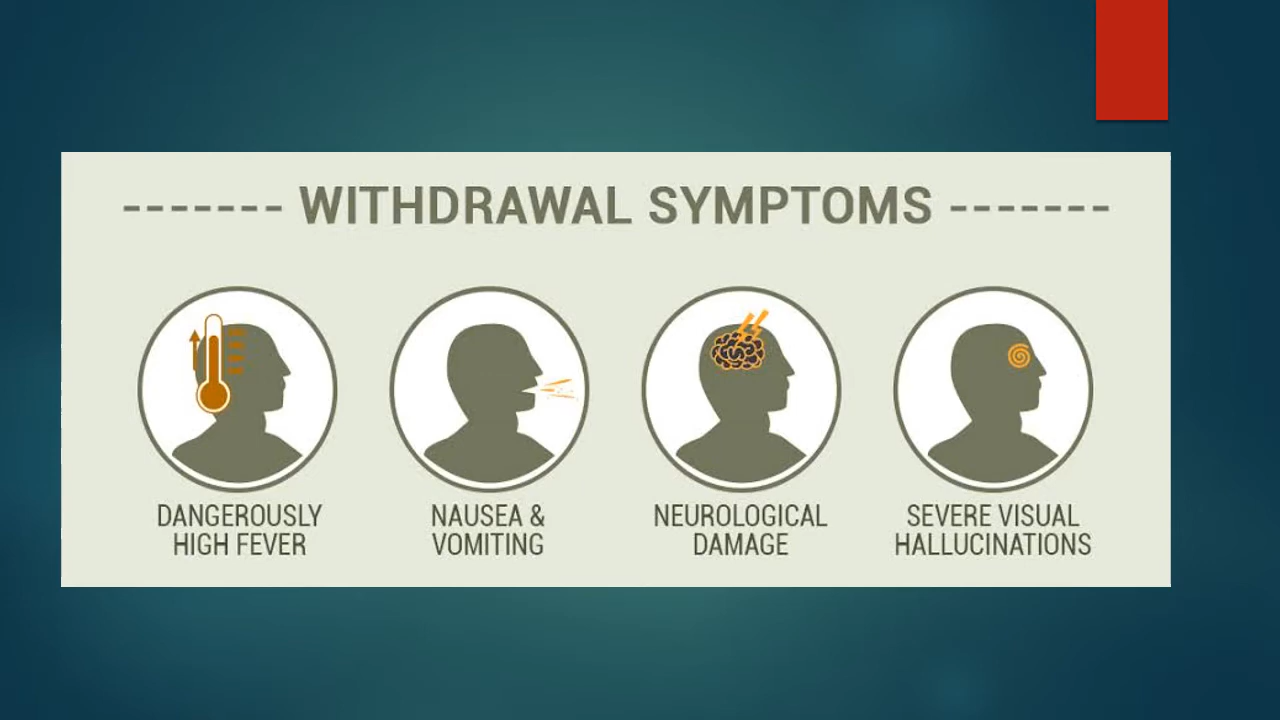 ------- WITHDRAWAL SYMPTOMS -------
DANGEROUSLY
HIGH FEVER
NAUSEA &
VOMITING
NEUROLOGICAL
DAMAGE
SEVERE VISUAL
HALLUCINATIONS